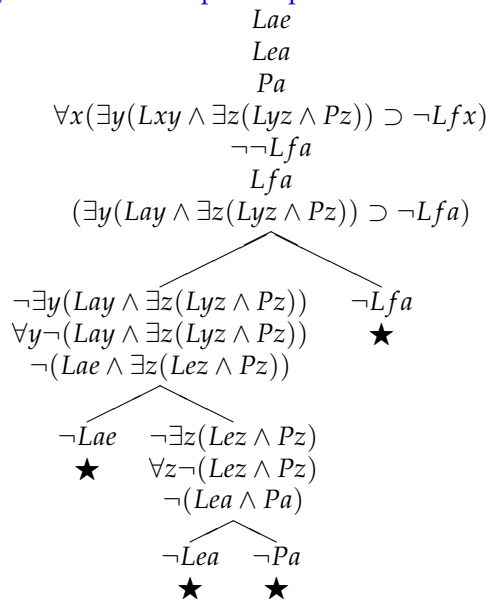 Lae
Lea
Pa
∀x(∃y(Lxy ∧ ∃z(Lyz ∧ Pz)) ⊃ ¬Lfx)
¬¬Lfa
Lfa
(∃y(Lay ∧ ∃z(Lyz ∧ Pz)) ⊃ ¬Lfa)
¬∃y(Lay ∧ ∃z(Lyz ∧ Pz)) ¬Lfa
∀y¬(Lay ∧ ∃z(Lyz ∧ Pz)) ★
¬(Lae ∧ ∃z(Lez ∧ Pz))
¬Lae ¬∃z(Lez ∧ Pz)
★ ∀z¬(Lez ∧ Pz)
¬(Lea ∧ Pa)
¬Lea ¬Pa
★ ★